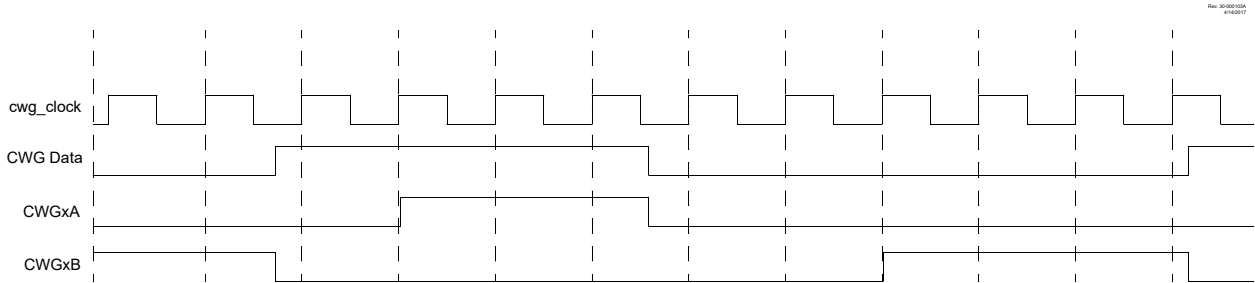 Rev. 30-000103A
4/14/2017
cwg_clock
CWG Data
CWGxA
CWGxB